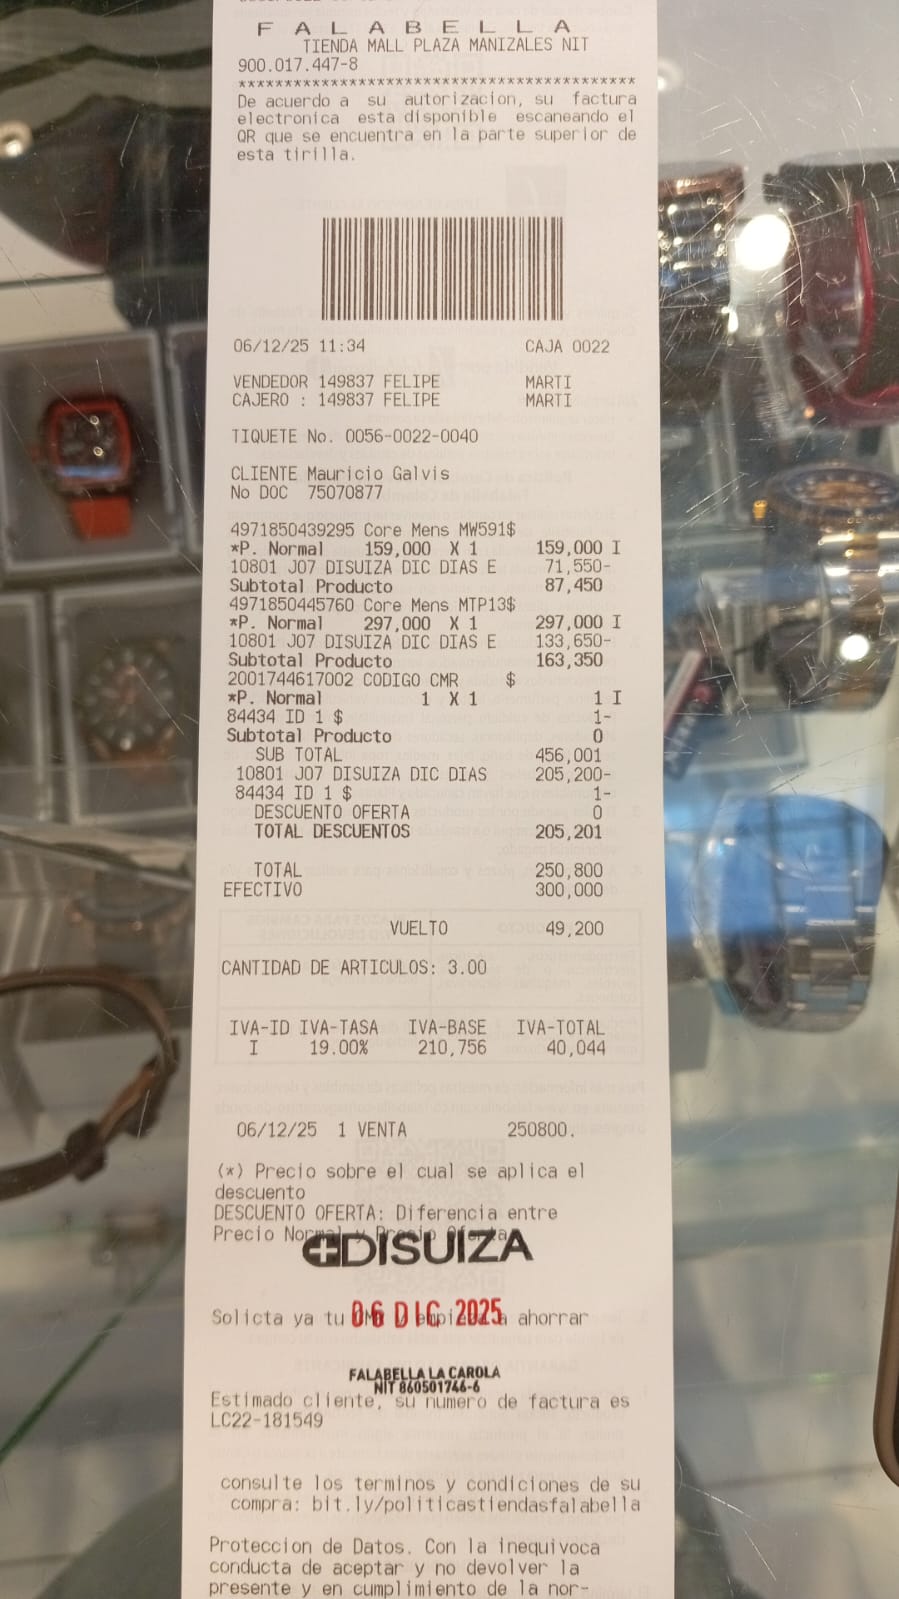 F A L A B E L L A
TIENDA MALL PLAZA MANIZALES NIT
900.017.447-8
******************************************
De acuerdo a su autorizacion, su factura
electronica esta disponible escaneando el
QR que se encuentra en la parte superior de
esta tirilla.
06/12/25 11:34 CAJA 0022
VENDEDOR 149837 FELIPE MARTI
CAJERO : 149837 FELIPE MARTI
TIQUETE No. 0056-0022-0040
CLIENTE Mauricio Galvis
No DOC 75070877
4971850439295 Core Mens MW591$
*P. Normal 159,000 X 1 159,000 I
10801 J07 DISUIZA DIC DIAS E 71,550-
Subtotal Producto 87,450
4971850445760 Core Mens MTP13$
*P. Normal 297,000 X 1 297,000 I
10801 J07 DISUIZA DIC DIAS E 133,650-
Subtotal Producto 163,350
2001744617002 CODIGO CMR $
*P. Normal 1 X 1 1 I
84434 ID 1 $ 1-
Subtotal Producto 0
SUB TOTAL 456,001
10801 J07 DISUIZA DIC DIAS 205,200-
84434 ID 1 $ 1-
DESCUENTO OFERTA 0
TOTAL DESCUENTOS 205,201
TOTAL 250,800
EFECTIVO 300,000
VUELTO 49,200
CANTIDAD DE ARTICULOS: 3.00
IVA-ID IVA-TASA IVA-BASE IVA-TOTAL
I 19.00% 210,756 40,044
06/12/25 1 VENTA 250800.
(*) Precio sobre el cual se aplica el
descuento
DESCUENTO OFERTA: Diferencia entre
Precio Normal y Precio Oferta
DISUIZA
Solicta ya tu CMR y empieza a ahorrar
06 DIC 2025
FALABELLA LA CAROLA
NIT 860501746-6
Estimado cliente, su numero de factura es
LC22-181549
consulte los terminos y condiciones de su
compra: bit.ly/politicastiendasfalabella
Proteccion de Datos. Con la inequivoca
conducta de aceptar y no devolver la
presente y en cumplimiento de la nor-